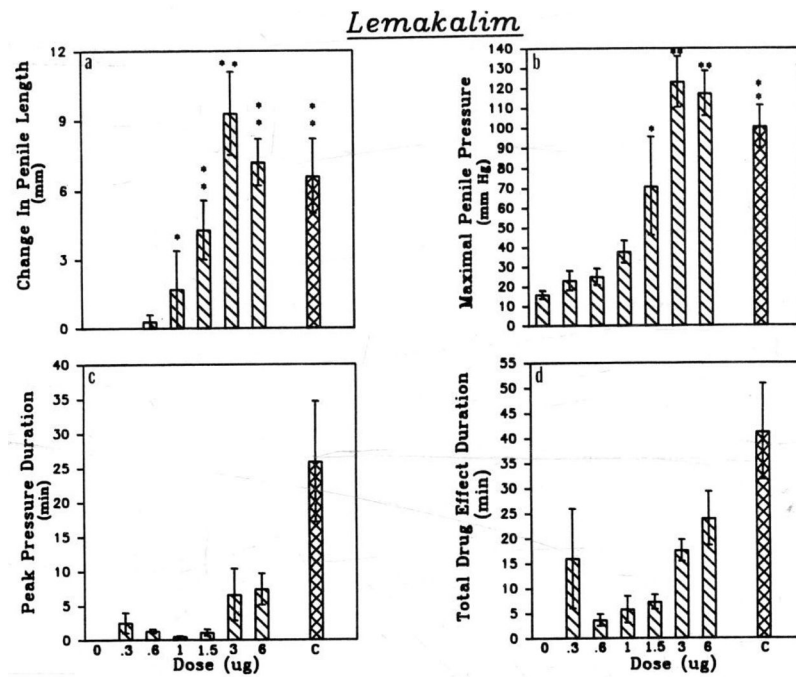 Lemakalim
a
Change In Penile Length
(mm)
12
9
6
3
0
*
**
**
**
**
b
Maximal Penile Pressure
(mm Hg)
140
130
120
110
100
90
80
70
60
50
40
30
20
10
0
*
**
**
**
c
Peak Pressure Duration
(min)
40
35
30
25
20
15
10
5
0
0 .3 .6 1 1.5 3 6 C
Dose (ug)
d
Total Drug Effect Duration
(min)
55
50
45
40
35
30
25
20
15
10
5
0
0 .3 .6 1 1.5 3 6 C
Dose (ug)